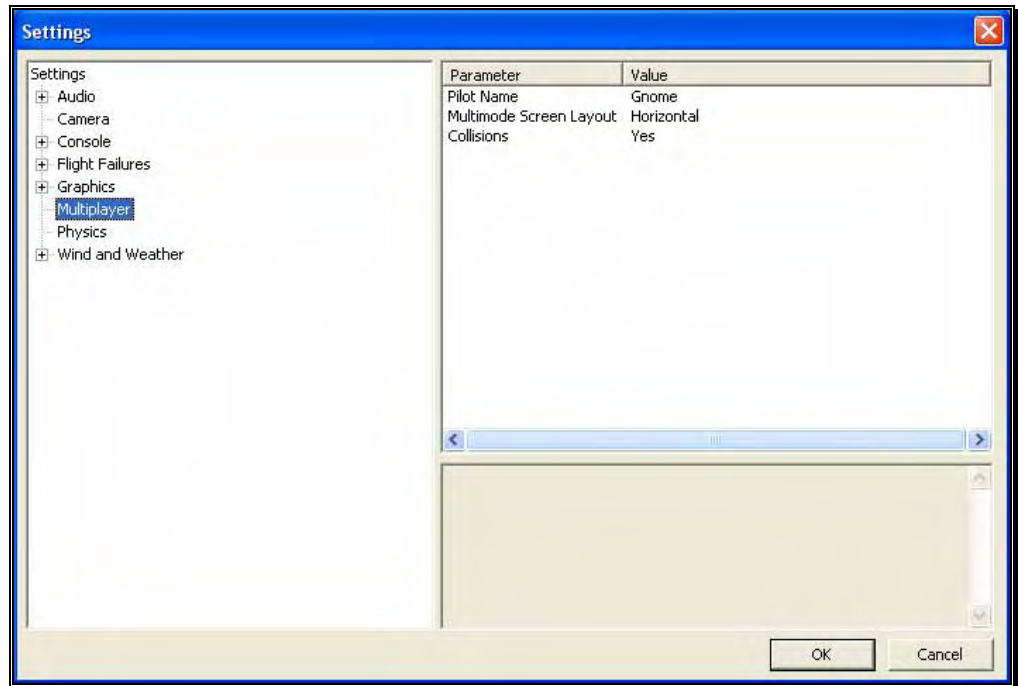 Settings
Settings
Audio
Camera
Console
Flight Failures
Graphics
Multiplayer
Physics
Wind and Weather
Parameter Value
Pilot Name Gnome
Multimode Screen Layout Horizontal
Collisions Yes
OK Cancel